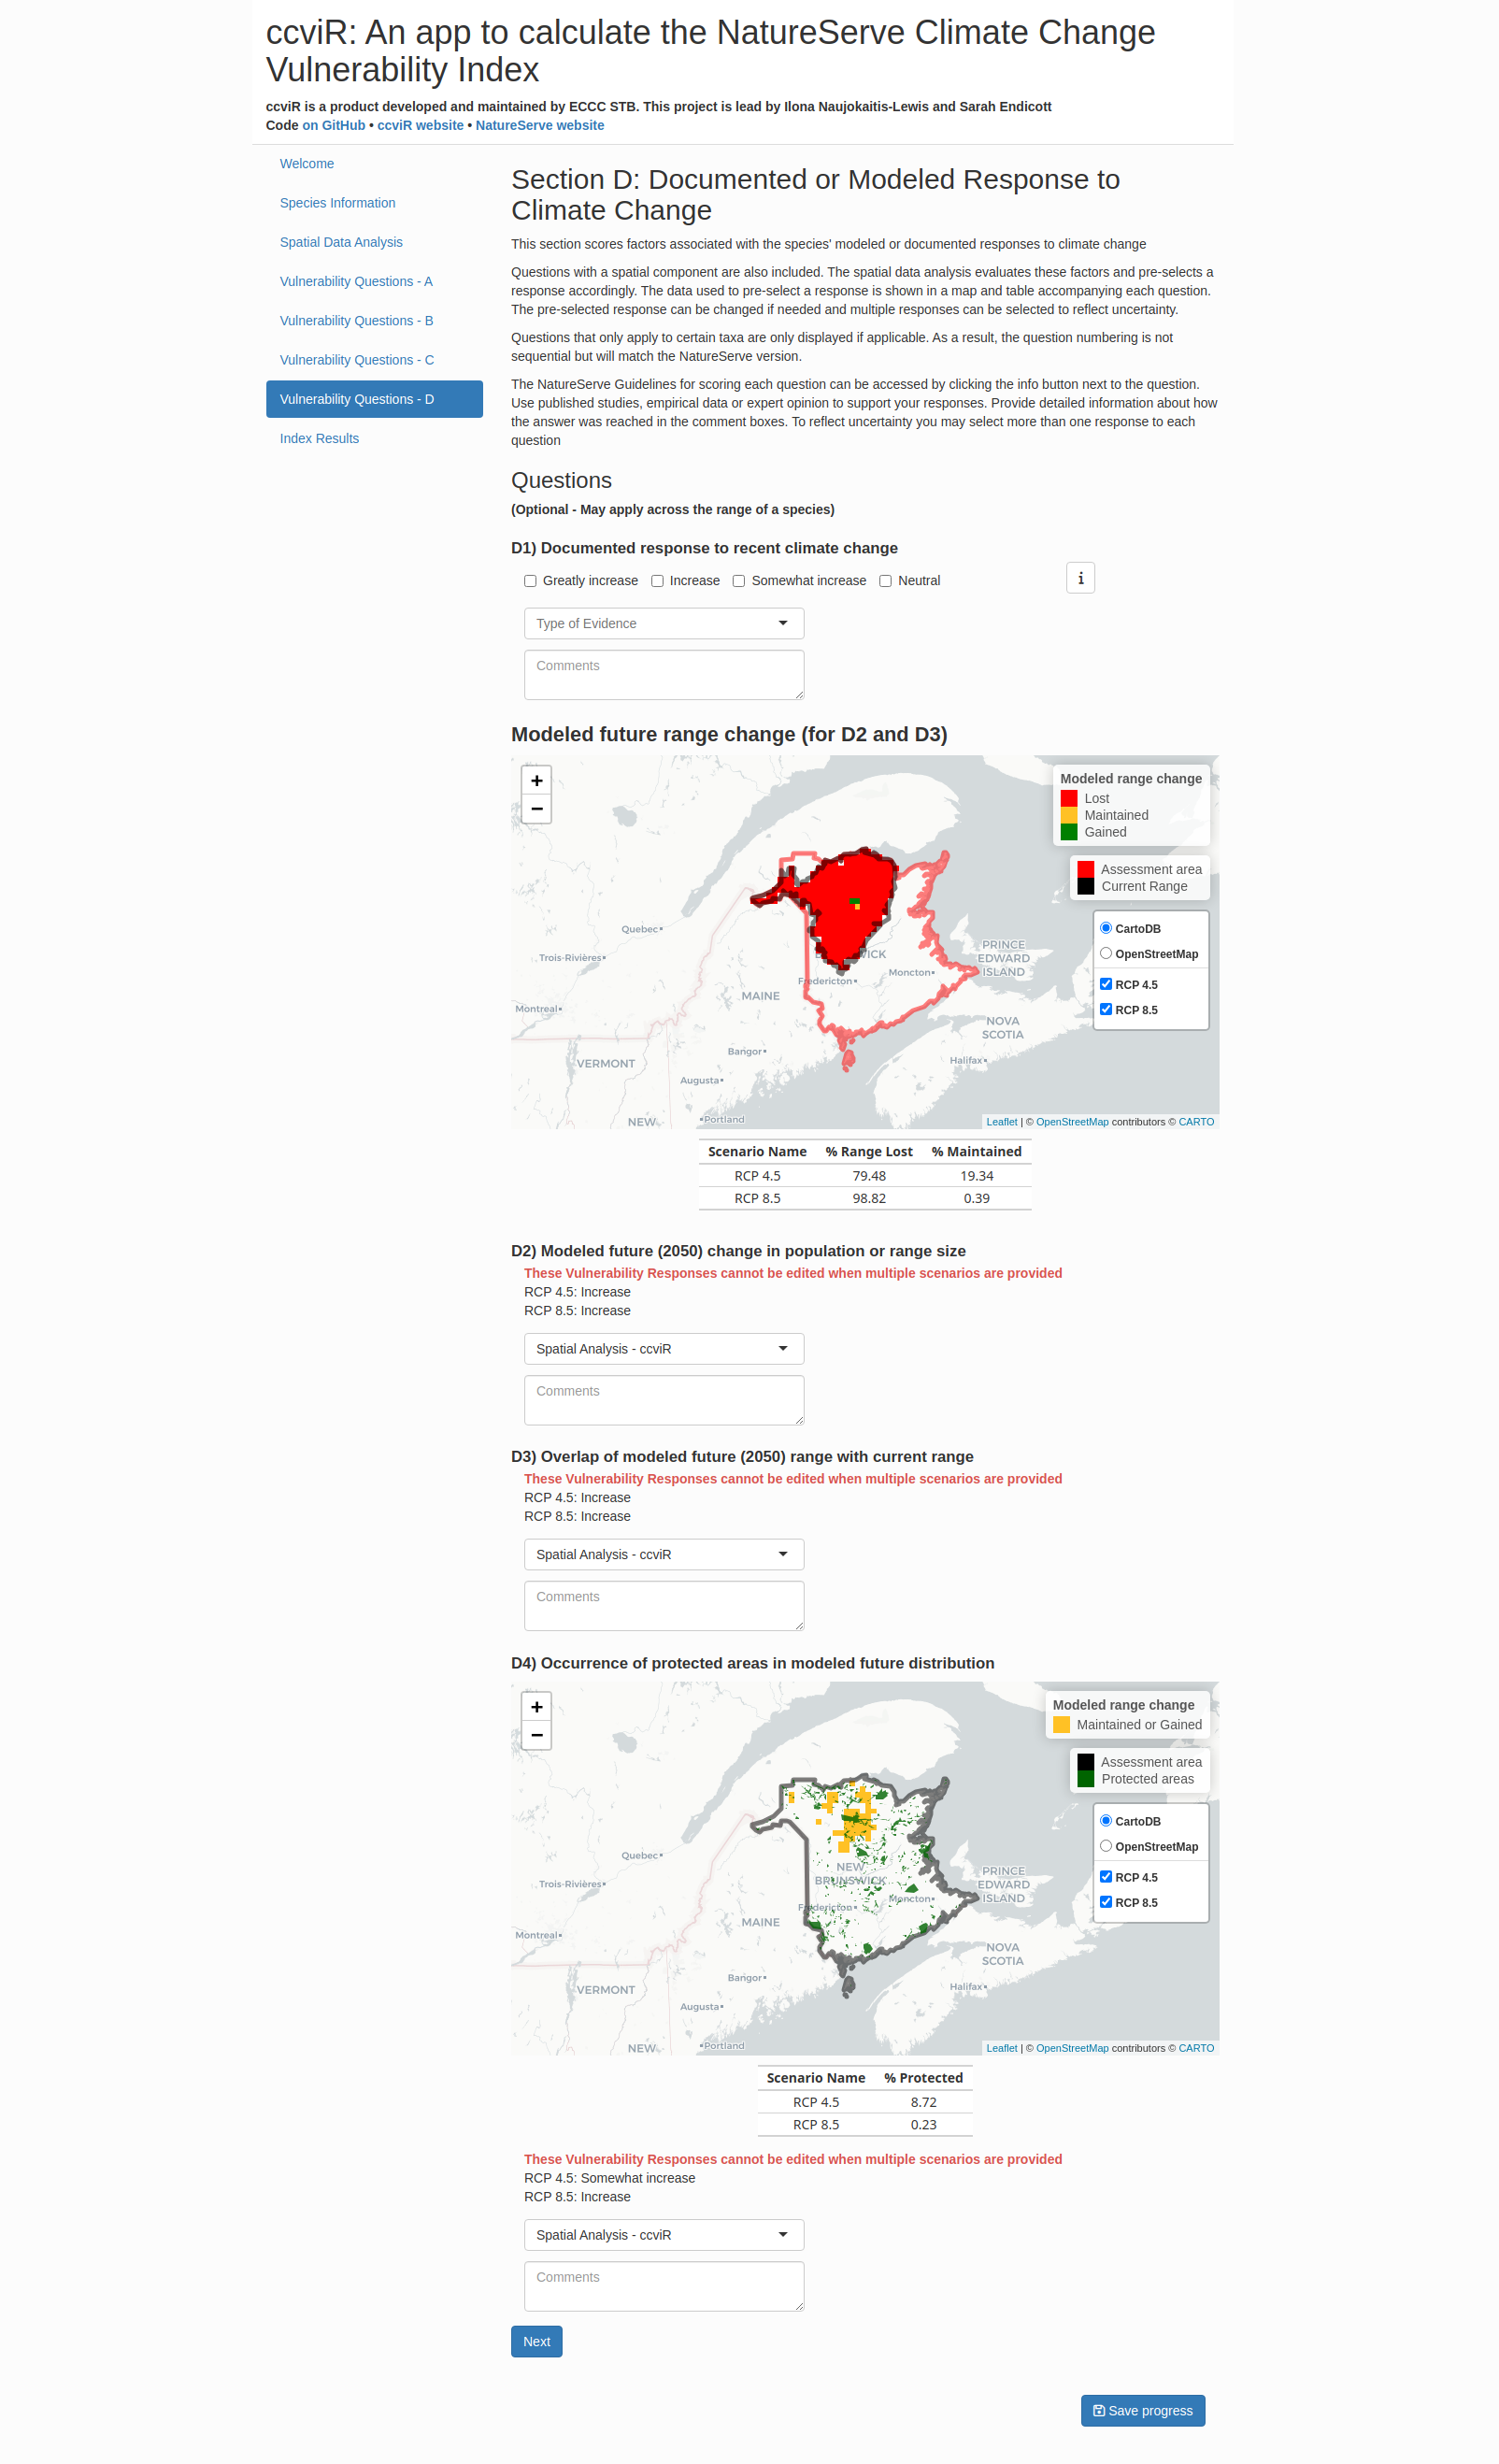 ccviR: An app to calculate the NatureServe Climate Change
Vulnerability Index
ccviR is a product developed and maintained by ECCC STB. This project is lead by Ilona Naujokaitis-Lewis and Sarah Endicott
Code on GitHub • ccviR website • NatureServe website
Welcome
Species Information
Spatial Data Analysis
Vulnerability Questions - A
Vulnerability Questions - B
Vulnerability Questions - C
Vulnerability Questions - D
Index Results
Section D: Documented or Modeled Response to
Climate Change
This section scores factors associated with the species' modeled or documented responses to climate change
Questions with a spatial component are also included. The spatial data analysis evaluates these factors and pre-selects a
response accordingly. The data used to pre-select a response is shown in a map and table accompanying each question.
The pre-selected response can be changed if needed and multiple responses can be selected to reflect uncertainty.
Questions that only apply to certain taxa are only displayed if applicable. As a result, the question numbering is not
sequential but will match the NatureServe version.
The NatureServe Guidelines for scoring each question can be accessed by clicking the info button next to the question.
Use published studies, empirical data or expert opinion to support your responses. Provide detailed information about how
the answer was reached in the comment boxes. To reflect uncertainty you may select more than one response to each
question
Questions
(Optional - May apply across the range of a species)
D1) Documented response to recent climate change
Greatly increase Increase Somewhat increase Neutral
i
Type of Evidence
Comments
Modeled future range change (for D2 and D3)
+
−
Modeled range change
Lost
Maintained
Gained
Assessment area
Current Range
CartoDB
OpenStreetMap
RCP 4.5
RCP 8.5
Quebec
Trois-Rivières
Montreal
VERMONT
NEW
MAINE
Bangor
Augusta
Portland
Fredericton
Moncton
PRINCE
EDWARD
ISLAND
NOVA
SCOTIA
Halifax
Leaflet | © OpenStreetMap contributors © CARTO
Scenario Name % Range Lost % Maintained
RCP 4.5 79.48 19.34
RCP 8.5 98.82 0.39
D2) Modeled future (2050) change in population or range size
These Vulnerability Responses cannot be edited when multiple scenarios are provided
RCP 4.5: Increase
RCP 8.5: Increase
Spatial Analysis - ccviR
Comments
D3) Overlap of modeled future (2050) range with current range
These Vulnerability Responses cannot be edited when multiple scenarios are provided
RCP 4.5: Increase
RCP 8.5: Increase
Spatial Analysis - ccviR
Comments
D4) Occurrence of protected areas in modeled future distribution
+
−
Modeled range change
Maintained or Gained
Assessment area
Protected areas
CartoDB
OpenStreetMap
RCP 4.5
RCP 8.5
Quebec
Trois-Rivières
Montreal
VERMONT
NEW
MAINE
Bangor
Augusta
Portland
NEW
BRUNSWICK
Fredericton
Moncton
PRINCE
EDWARD
ISLAND
NOVA
SCOTIA
Halifax
Leaflet | © OpenStreetMap contributors © CARTO
Scenario Name % Protected
RCP 4.5 8.72
RCP 8.5 0.23
These Vulnerability Responses cannot be edited when multiple scenarios are provided
RCP 4.5: Somewhat increase
RCP 8.5: Increase
Spatial Analysis - ccviR
Comments
Next
Save progress